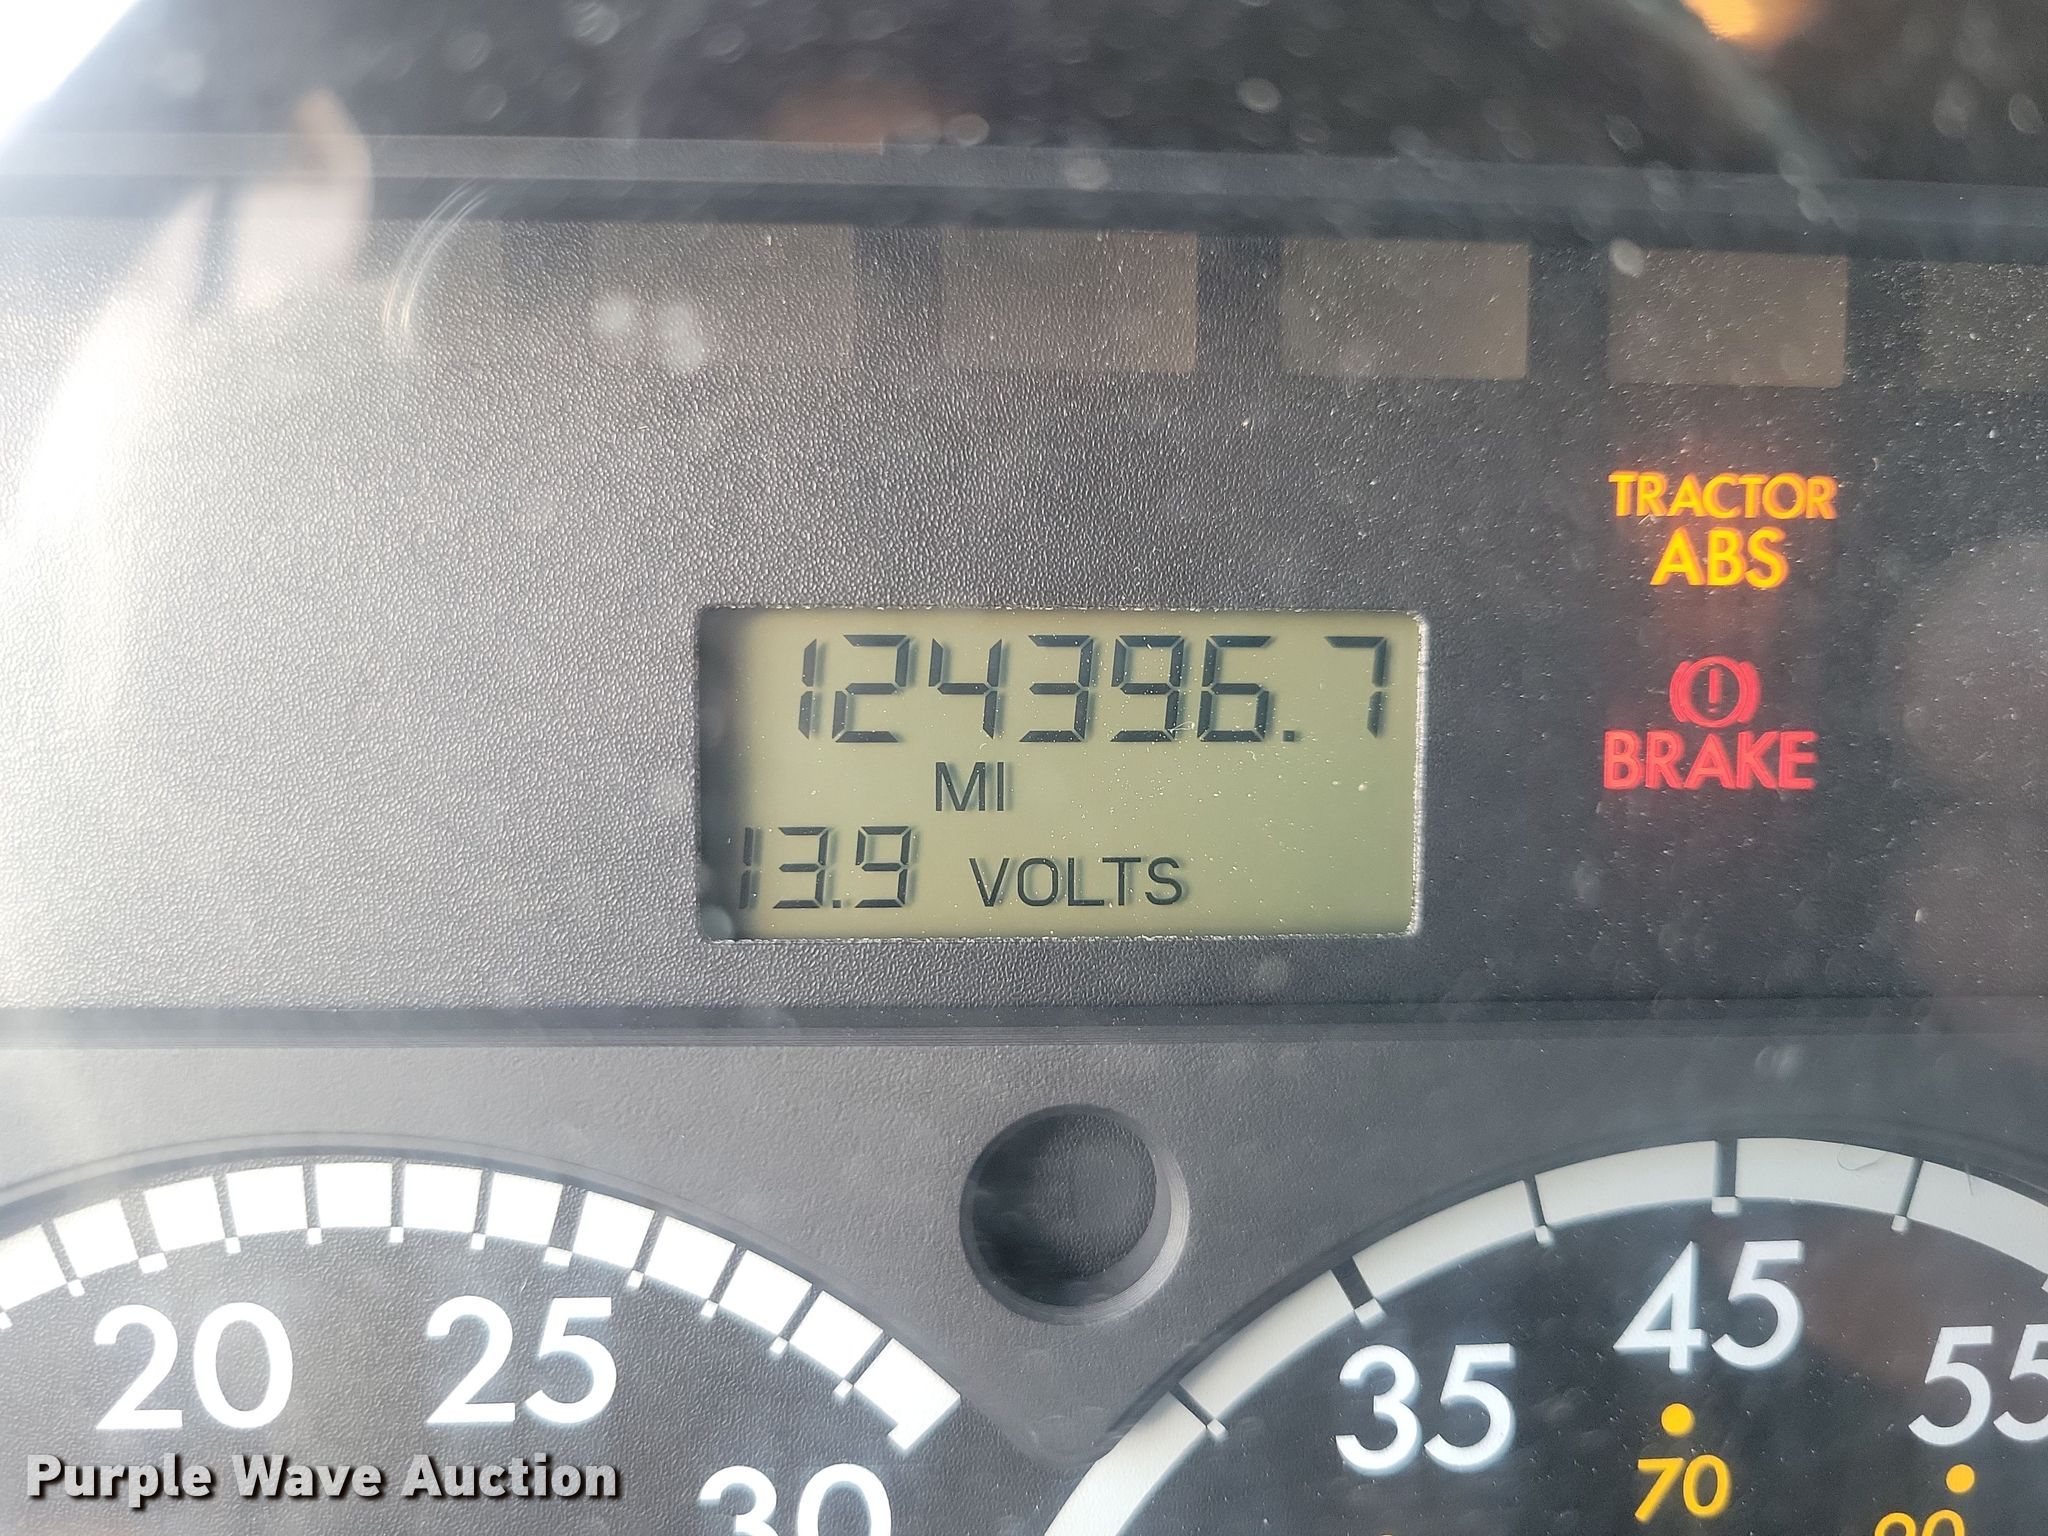 TRACTOR
ABS
BRAKE
124396.7
MI
13.9 VOLTS
20
25
30
35
45
55
70
90
Purple Wave Auction